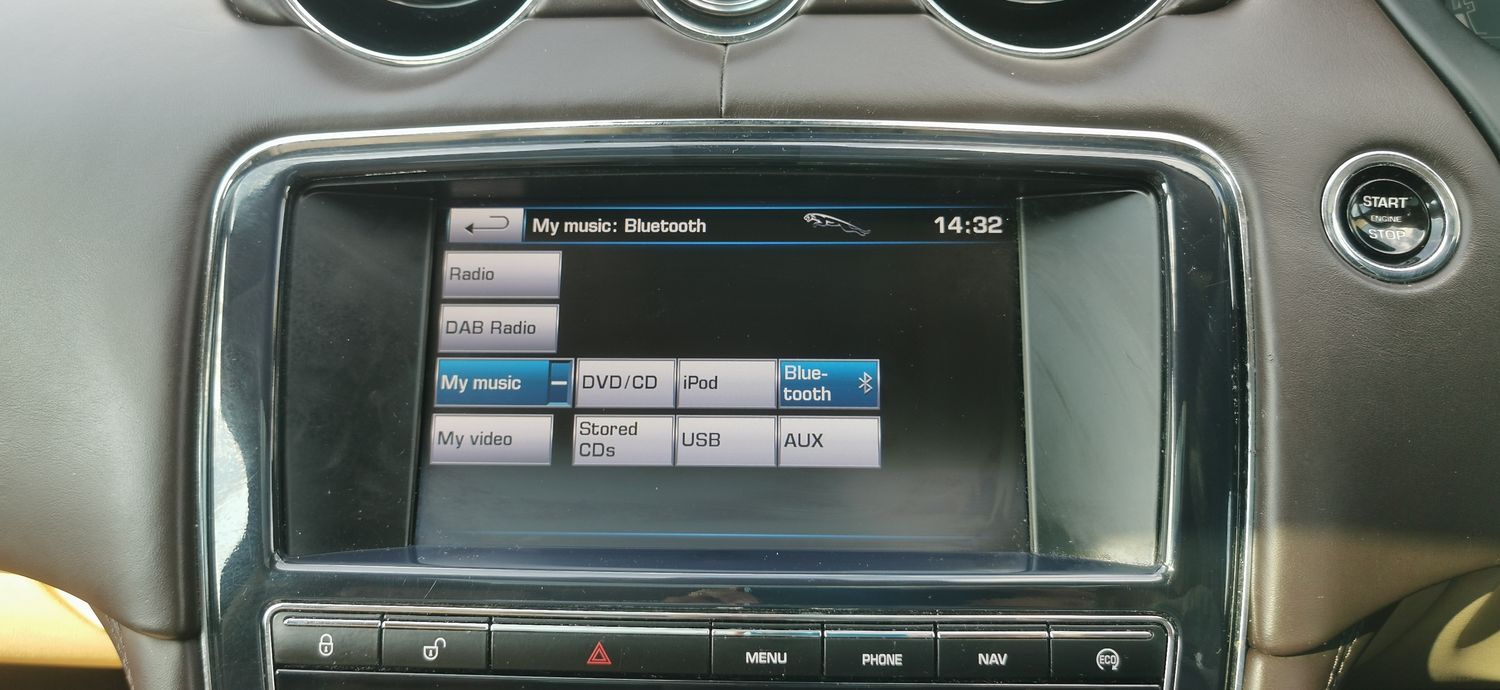 My music: Bluetooth
14:32
START
ENGINE
STOP
Radio
DAB Radio
My music
DVD/CD
iPod
Blue-
tooth
My video
Stored
CDs
USB
AUX
MENU
PHONE
NAV
ECO